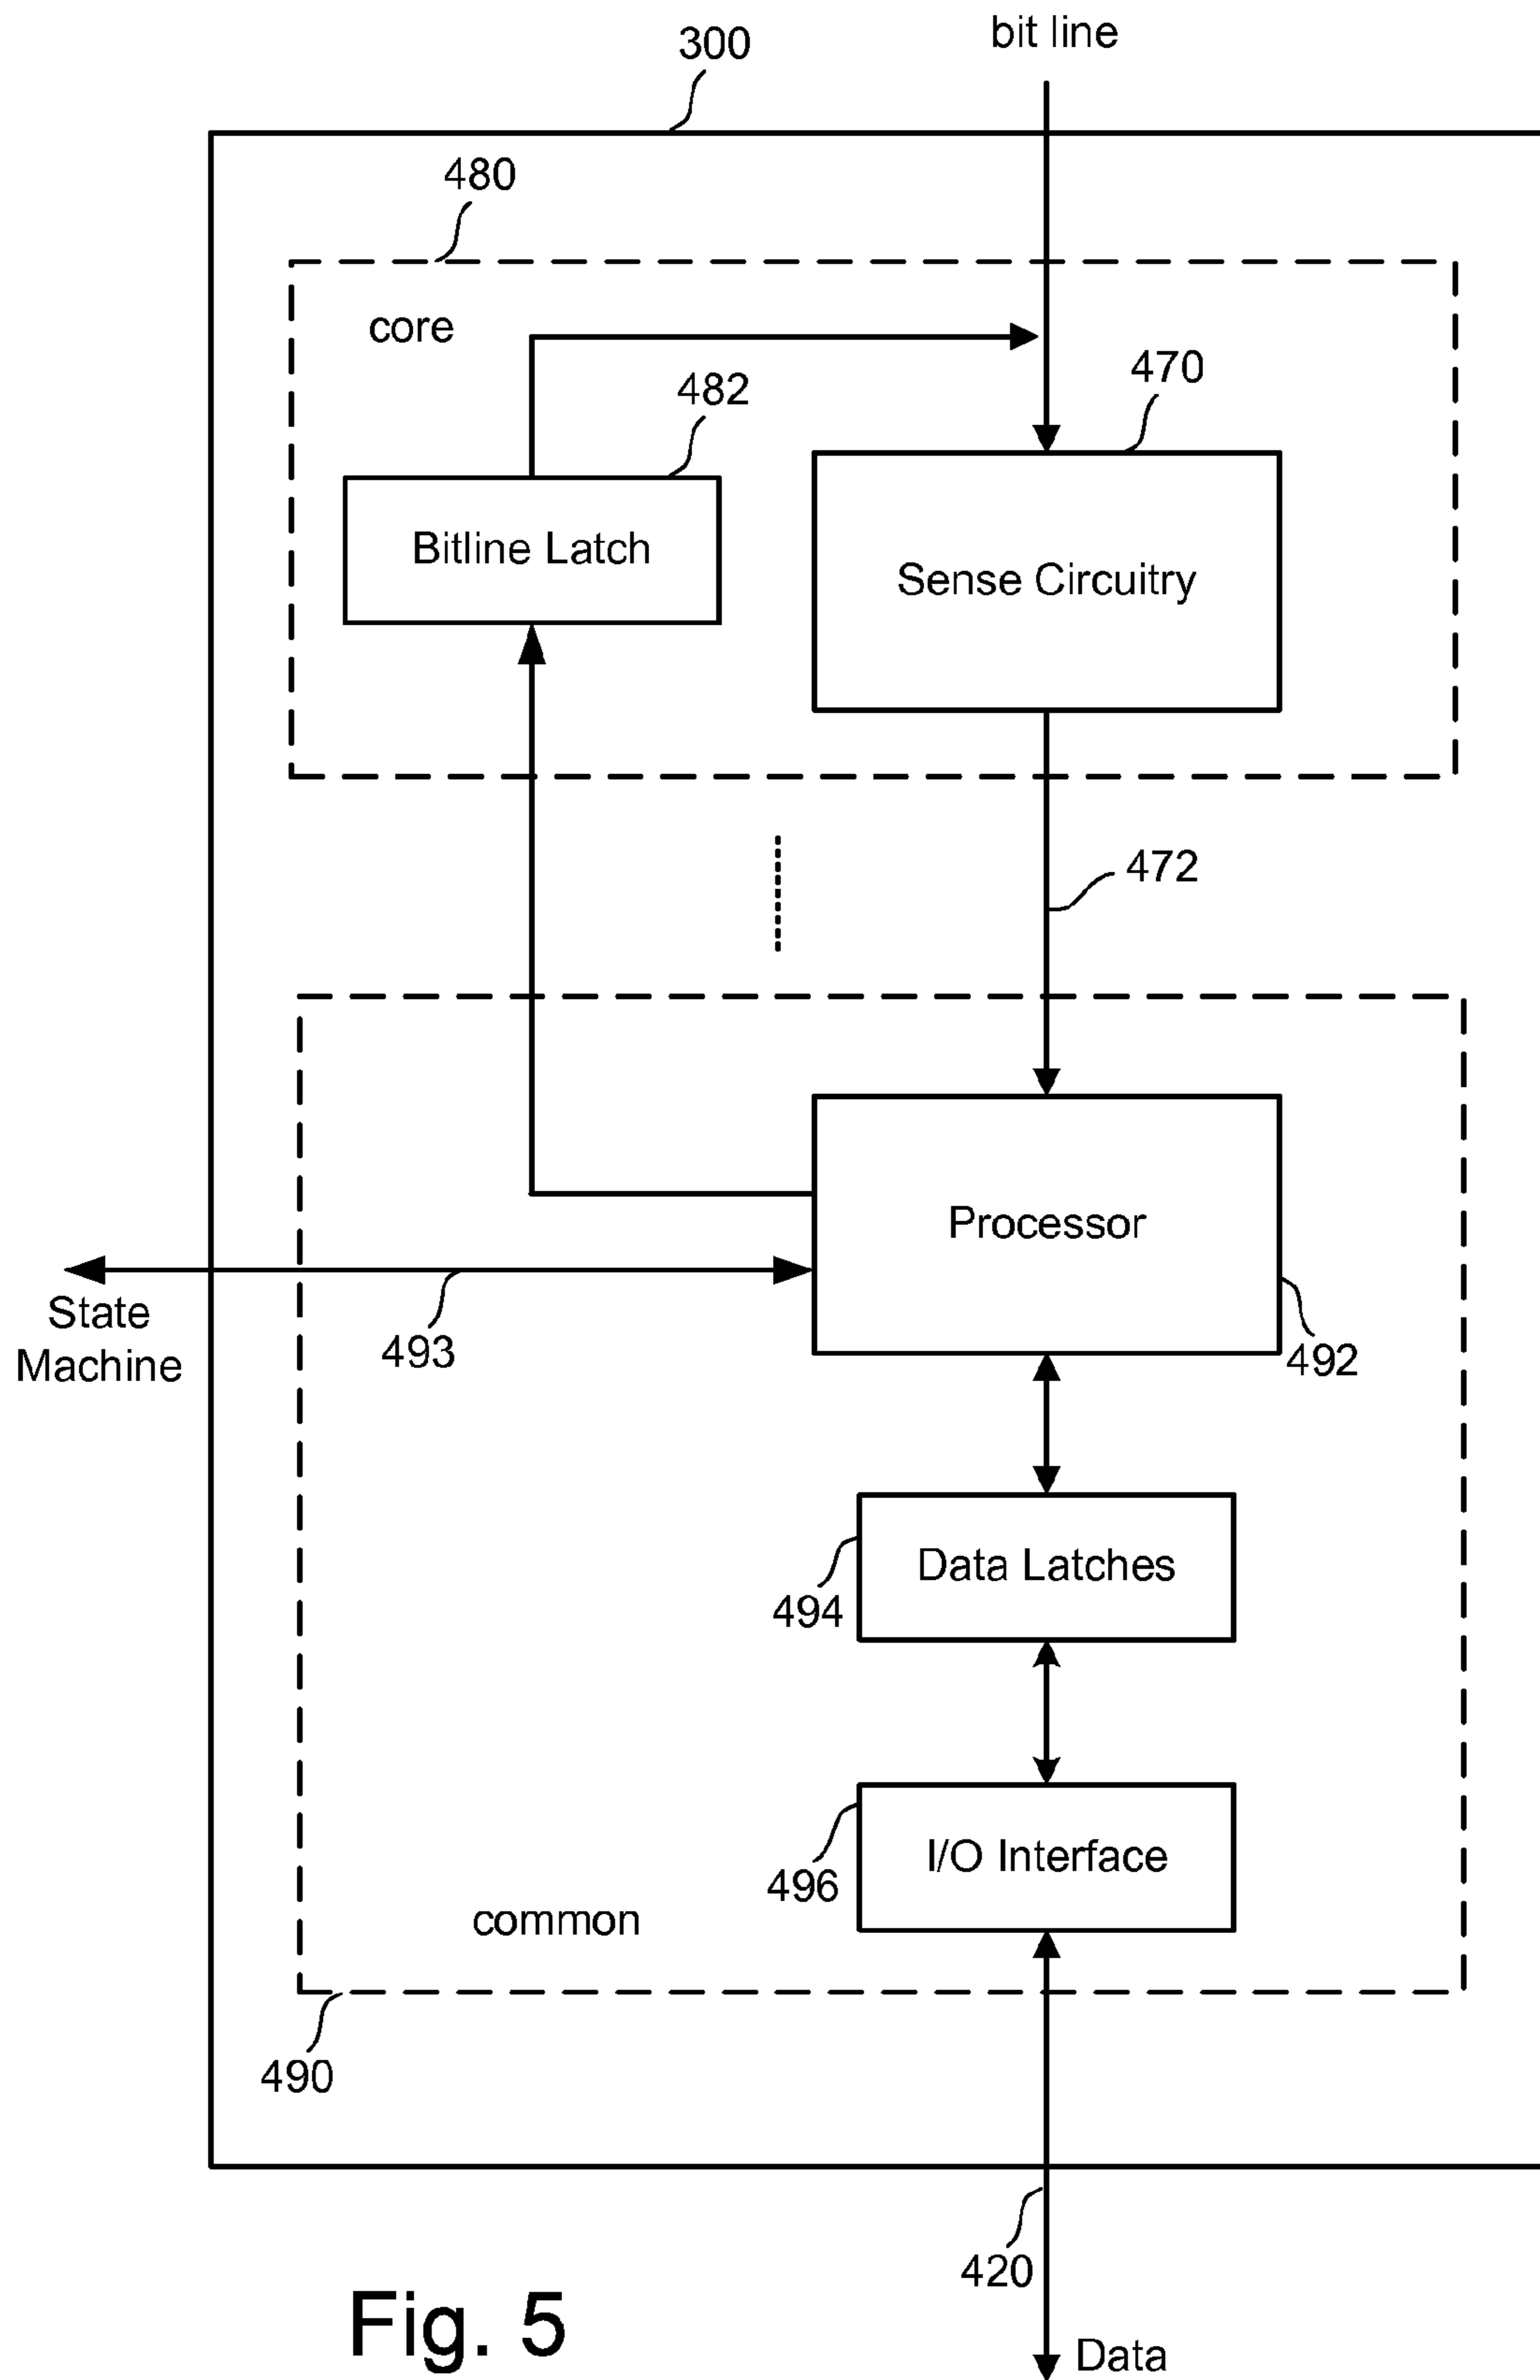 bit line
300
480
core
470
482
Bitline Latch
Sense Circuitry
472
Processor
State
Machine
493
492
Data Latches
494
I/O Interface
496
common
490
420
Fig. 5
Data